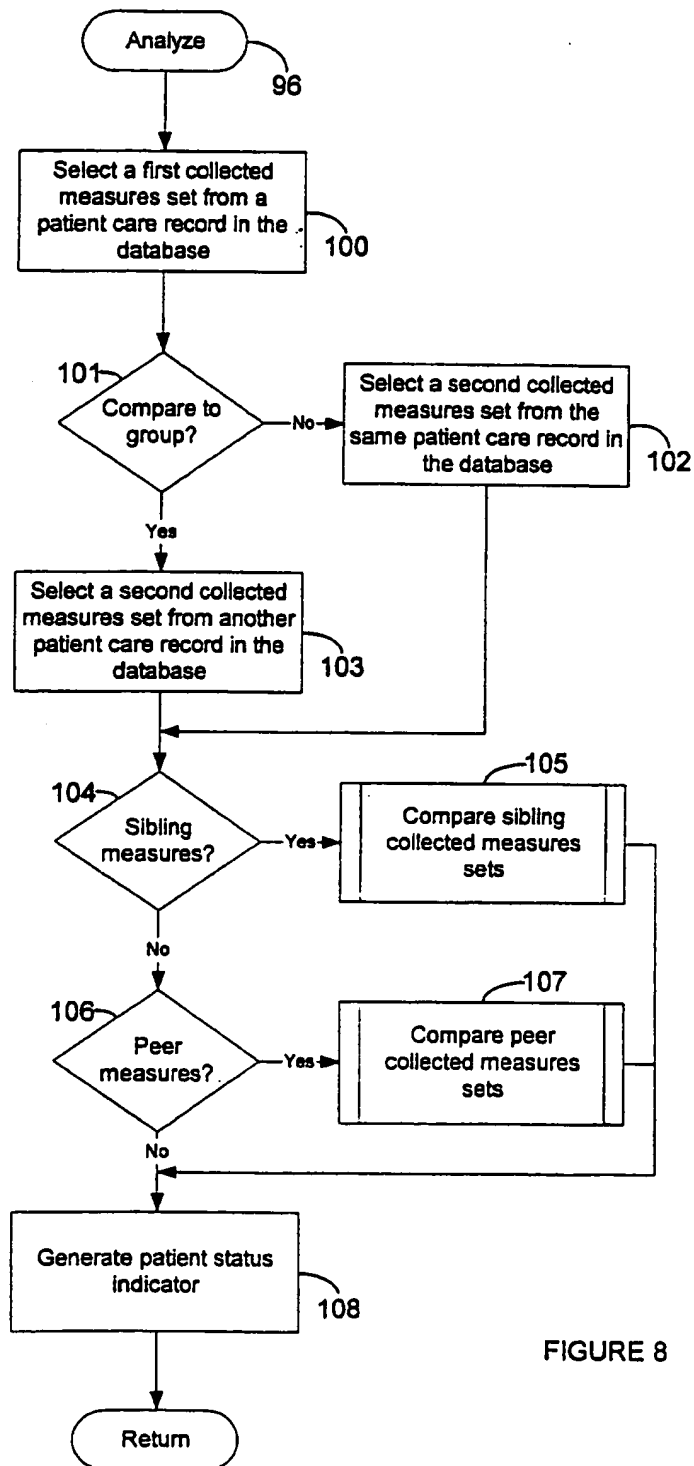 Analyze
96
Select a first collected
measures set from a
patient care record in the
database
100
101
Compare to
group?
No
Select a second collected
measures set from the
same patient care record in
the database
102
Yes
Select a second collected
measures set from another
patient care record in the
database
103
104
Sibling
measures?
Yes
105
Compare sibling
collected measures
sets
No
106
Peer
measures?
Yes
107
Compare peer
collected measures
sets
No
Generate patient status
indicator
108
FIGURE 8
Return